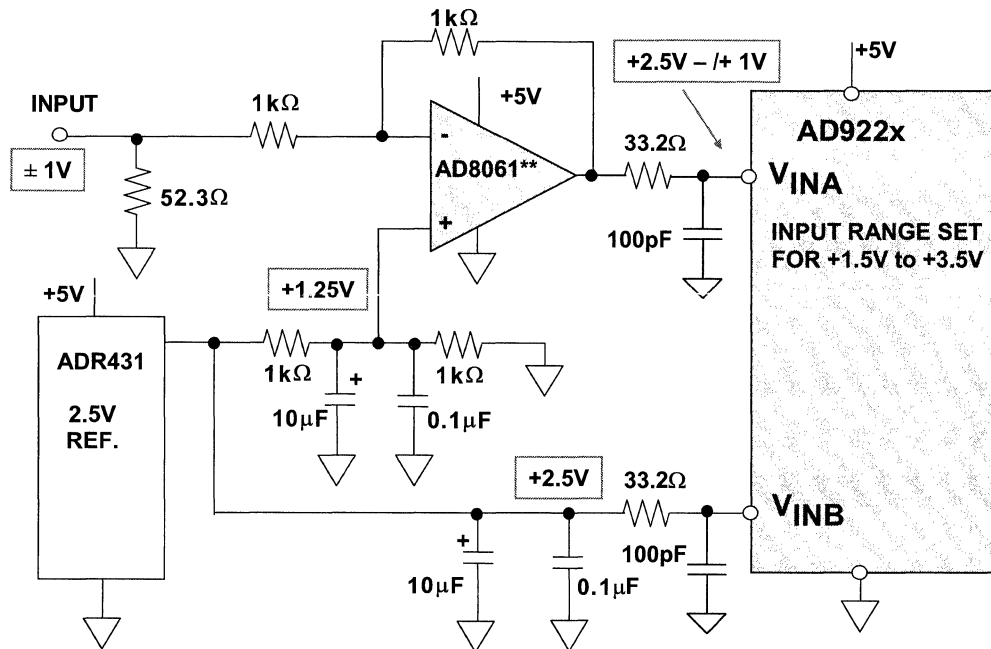 1kΩ
+2.5V – /+ 1V
+5V
INPUT
1kΩ
+5V
± 1V
52.3Ω
-
AD8061**
+
33.2Ω
100pF
AD922x
VINA
INPUT RANGE SET
FOR +1.5V to +3.5V
+1.25V
+5V
ADR431
2.5V
REF.
1kΩ
+
10μF
0.1μF
1kΩ
+2.5V
33.2Ω
+
10μF
0.1μF
100pF
VINB